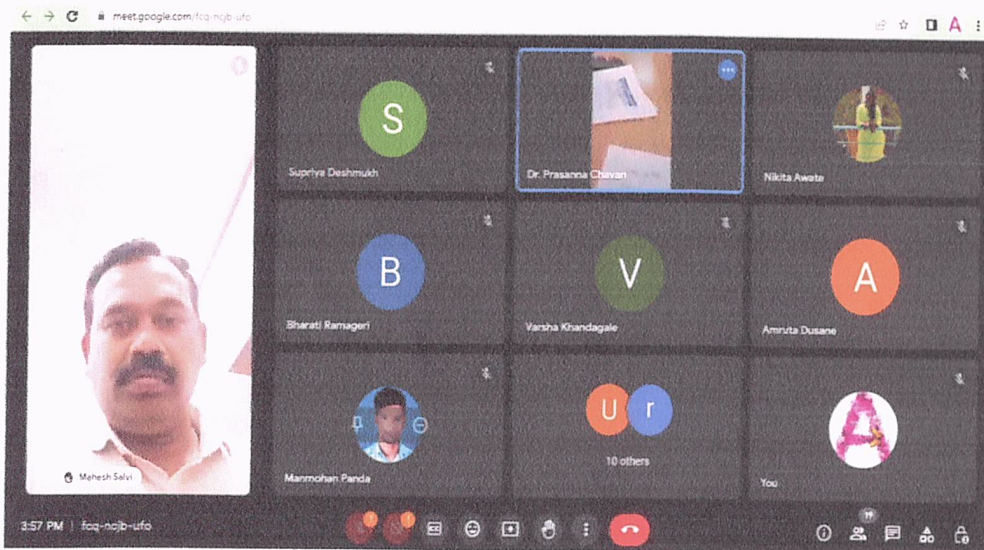 meet.google.com/fcq-ncjb-ufo
A
S
Supriya Deshmukh
Dr. Prasanna Chavan
Nikita Awate
B
Bharati Ramageri
V
Varsha Khandagale
A
Amruta Dusane
Mahesh Salvi
Manmohan Panda
U r
10 others
A
You
3:57 PM | fcq-ncjb-ufo
CC
19